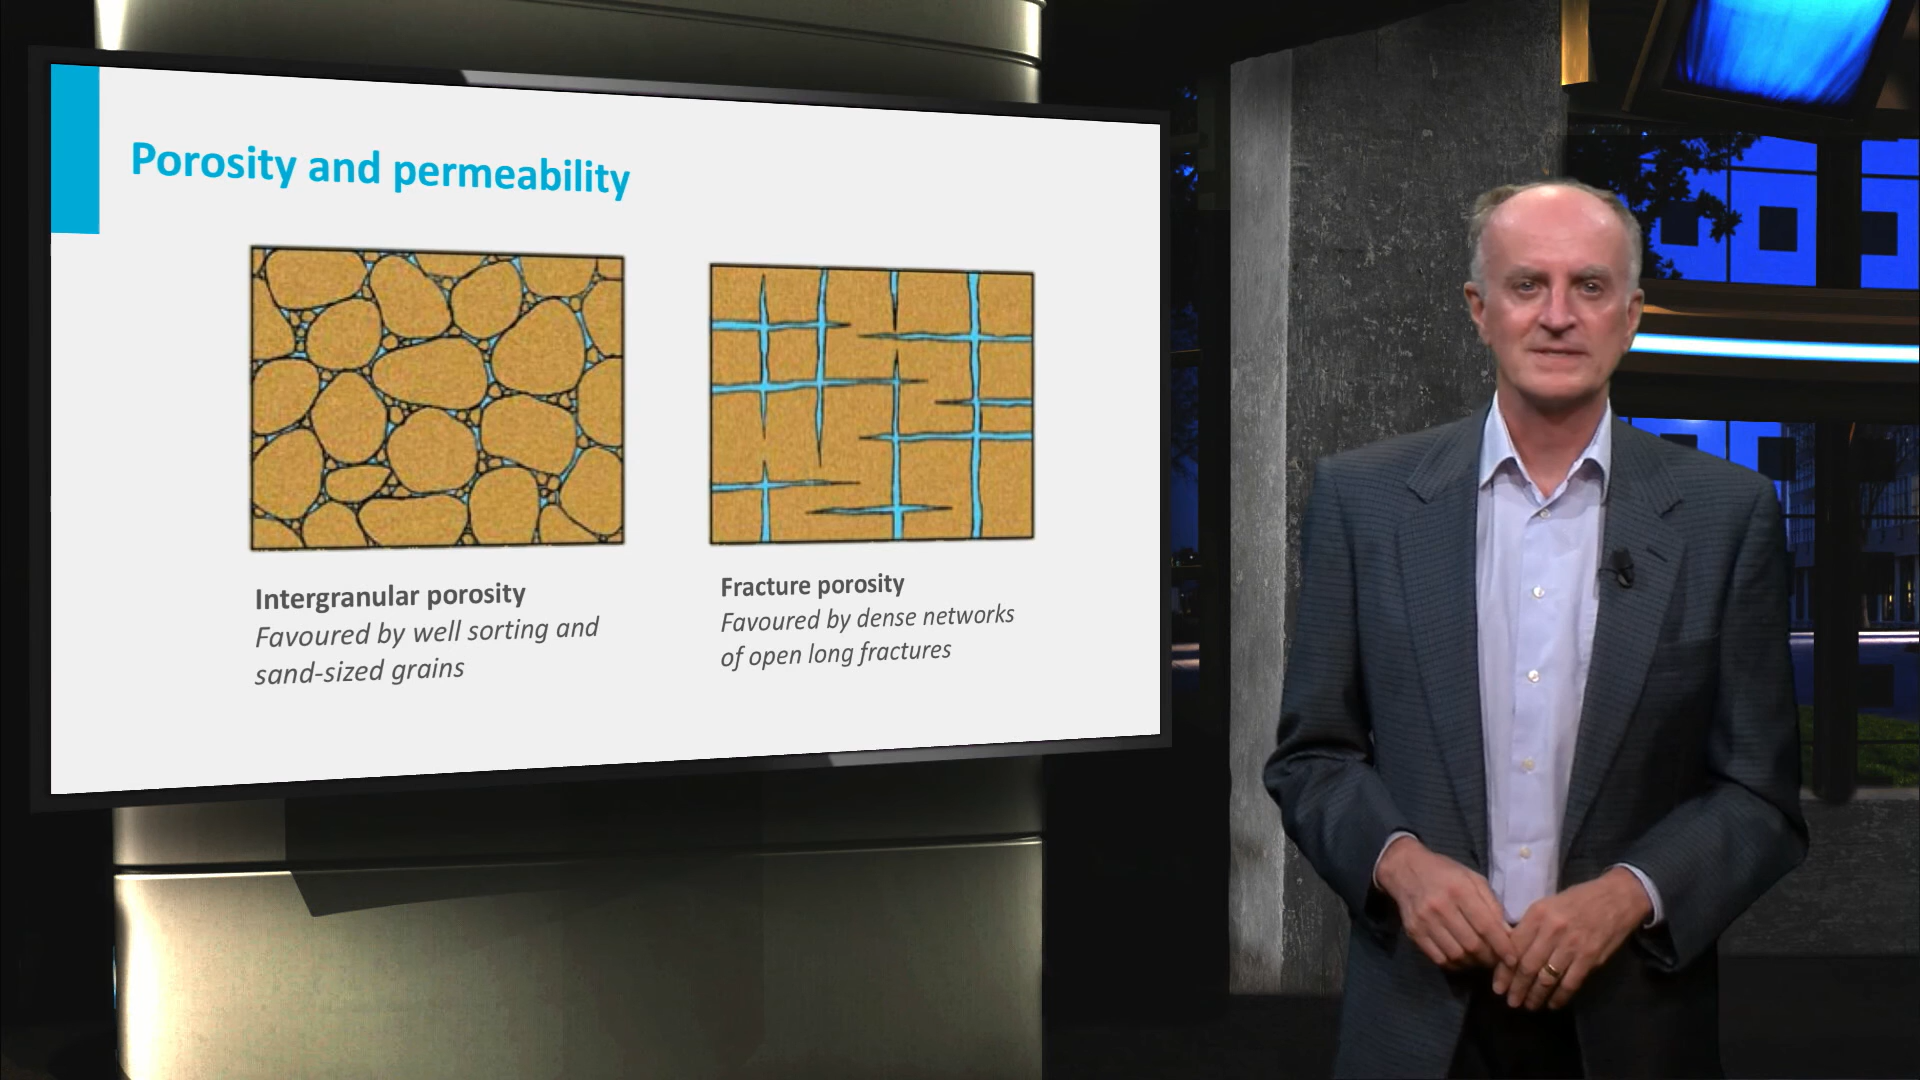 Porosity and permeability
Intergranular porosity
Favoured by well sorting and
sand-sized grains
Fracture porosity
Favoured by dense networks
of open long fractures